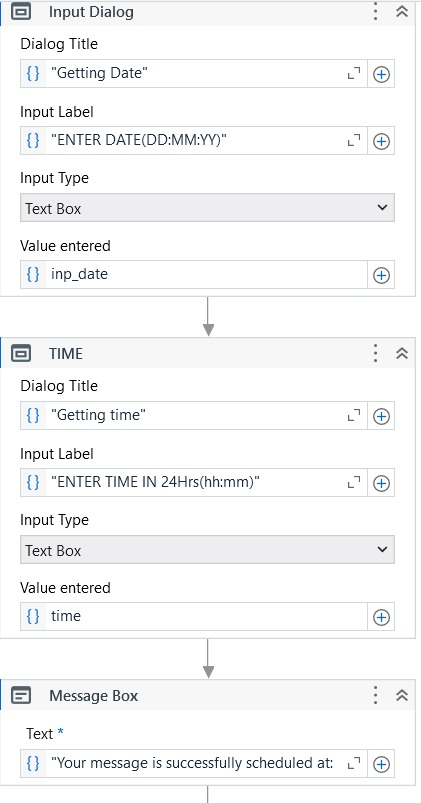 Input Dialog
Dialog Title
{} "Getting Date"
Input Label
{} "ENTER DATE(DD:MM:YY)"
Input Type
Text Box
Value entered
{} inp_date
TIME
Dialog Title
{} "Getting time"
Input Label
{} "ENTER TIME IN 24Hrs(hh:mm)"
Input Type
Text Box
Value entered
{} time
Message Box
Text *
{} "Your message is successfully scheduled at: